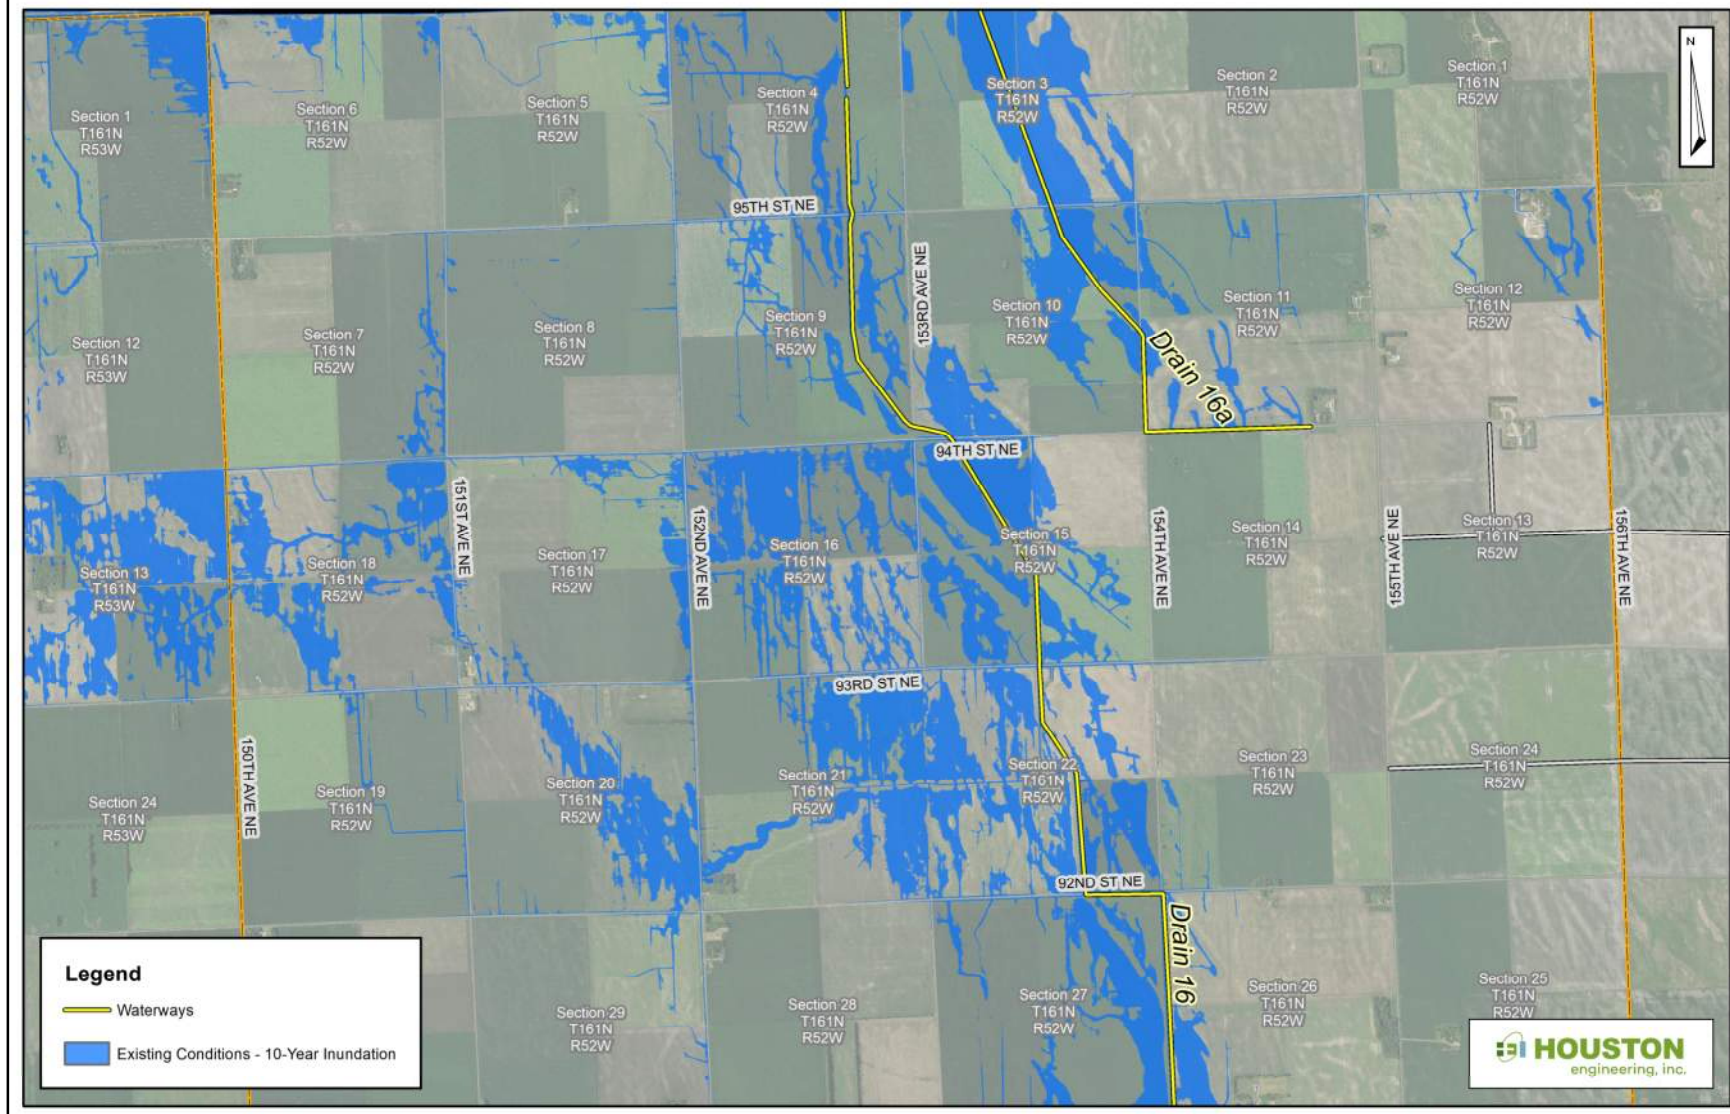 N
Section 1
T161N
R53W
Section 6
T161N
R52W
Section 5
T161N
R52W
Section 4
T161N
R52W
Section 3
T161N
R52W
Section 2
T161N
R52W
Section 1
T161N
R52W
95TH ST NE
153RD AVE NE
Section 12
T161N
R53W
Section 7
T161N
R52W
Section 8
T161N
R52W
Section 9
T161N
R52W
Section 10
T161N
R52W
Section 11
T161N
R52W
Section 12
T161N
R52W
Drain 16a
94TH ST NE
151ST AVE NE
152ND AVE NE
154TH AVE NE
155TH AVE NE
156TH AVE NE
Section 13
T161N
R53W
Section 18
T161N
R52W
Section 17
T161N
R52W
Section 16
T161N
R52W
Section 15
T161N
R52W
Section 14
T161N
R52W
Section 13
T161N
R52W
93RD ST NE
150TH AVE NE
Section 24
T161N
R53W
Section 19
T161N
R52W
Section 20
T161N
R52W
Section 21
T161N
R52W
Section 22
T161N
R52W
Section 23
T161N
R52W
Section 24
T161N
R52W
92ND ST NE
Drain 16
Section 29
T161N
R52W
Section 28
T161N
R52W
Section 27
T161N
R52W
Section 26
T161N
R52W
Section 25
T161N
R52W
Legend
Waterways
Existing Conditions - 10-Year Inundation
HOUSTON
engineering, inc.